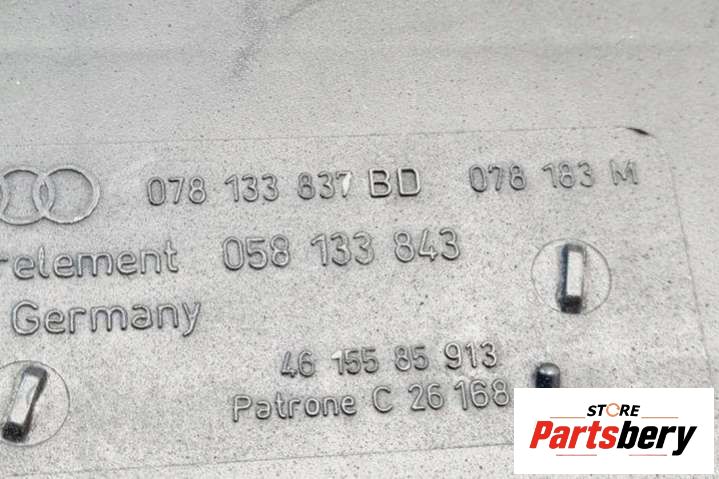 078 133 837 BD 078 183 M
relement 058 133 843
Germany
46 155 85 913
Patrone C 26 168
STORE
Partsbery